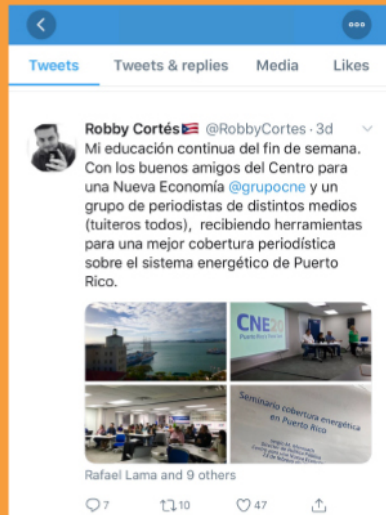 Tweets Tweets & replies Media Likes
Robby Cortés @RobbyCortes · 3d
Mi educación continua del fin de semana.
Con los buenos amigos del Centro para
una Nueva Economía @grupocne y un
grupo de periodistas de distintos medios
(tuiteros todos), recibiendo herramientas
para una mejor cobertura periodística
sobre el sistema energético de Puerto
Rico.
CNE20
Seminario cobertura energética
en Puerto Rico
Rafael Lama and 9 others
7 10 47